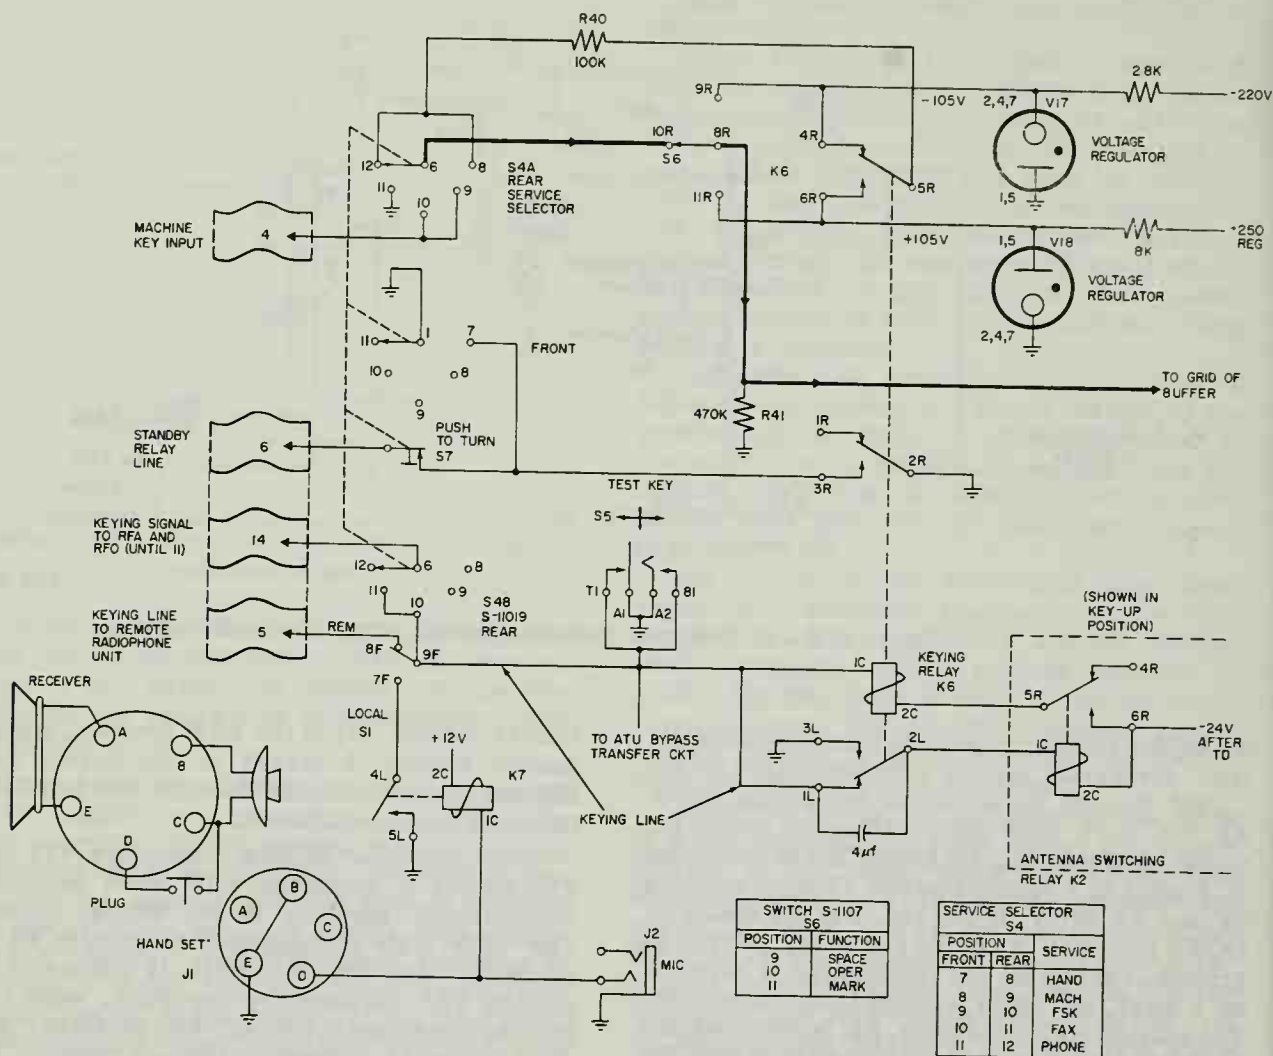 R40
100K
9R
-105V
2,4,7
V17
2.8K
-220V
10R
8R
4R
12
6
8
S6
S4A
REAR
SERVICE
SELECTOR
K6
VOLTAGE
REGULATOR
11
9
10
11R
6R
5R
1,5
MACHINE
KEY INPUT
4
+105V
1,5
V18
8K
+250
REG
VOLTAGE
REGULATOR
11
1
7
FRONT
2,4,7
10
8
9
TO GRID OF
BUFFER
470K
R41
1R
STANDBY
RELAY
LINE
6
PUSH
TO TURN
S7
2R
TEST KEY
3R
S5
KEYING SIGNAL
TO RFA AND
RFO (UNTIL II)
14
12
6
8
11
10
9
T1
A1
A2
81
(SHOWN IN
KEY-UP
POSITION)
S48
S-11019
REAR
KEYING LINE
TO REMOTE
RADIOPHONE
UNIT
5
REM
8F
9F
1C
KEYING
RELAY
K6
4R
RECEIVER
7F
5R
2C
6R
-24V
AFTER
TD
LOCAL
S1
TO ATU BYPASS
TRANSFER CKT
3L
2L
1C
A
8
+12V
2C
K7
4L
1L
2C
E
C
1C
KEYING LINE
5L
4µf
D
ANTENNA SWITCHING
RELAY K2
PLUG
B
A
C
SWITCH S-1107
S6
POSITION FUNCTION
9 SPACE
10 OPER
11 MARK
SERVICE SELECTOR
S4
POSITION SERVICE
FRONT REAR
7 8 HAND
8 9 MACH
9 10 FSK
10 11 FAX
11 12 PHONE
HAND SET
J1
E
O
J2
MIC